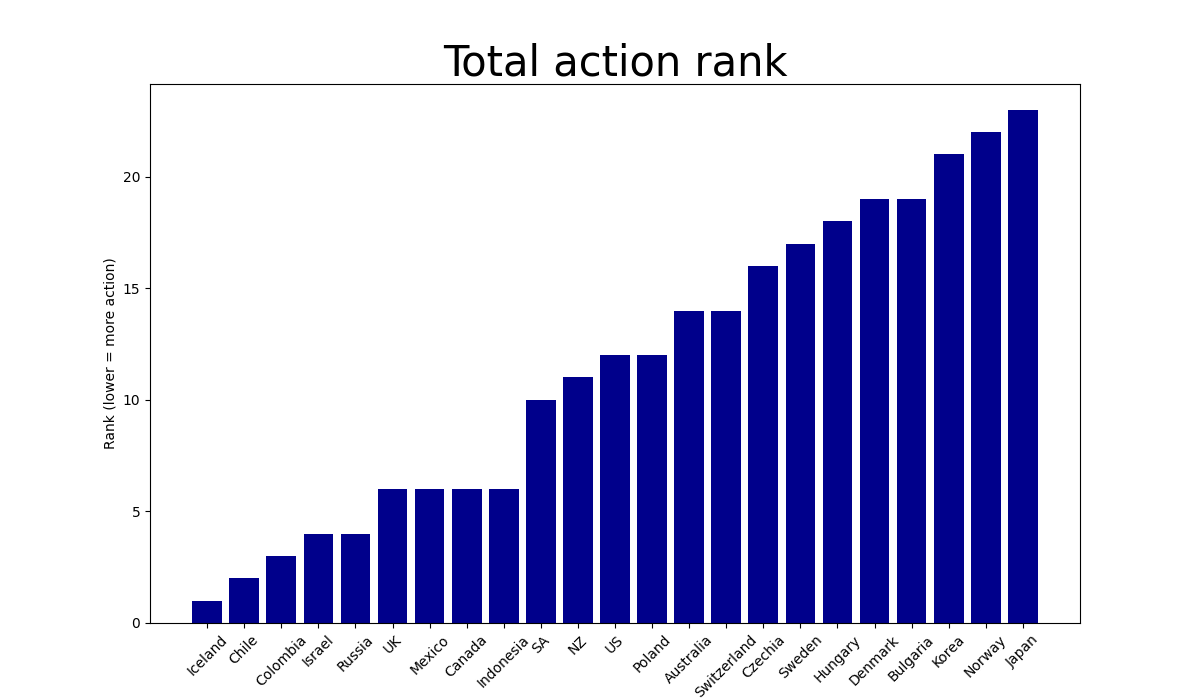 Total action rank
Rank (lower = more action)
20
15
10
5
0
Iceland
Chile
Colombia
Israel
Russia
UK
Mexico
Canada
Indonesia
SA
NZ
US
Poland
Australia
Switzerland
Czechia
Sweden
Hungary
Denmark
Bulgaria
Korea
Norway
Japan